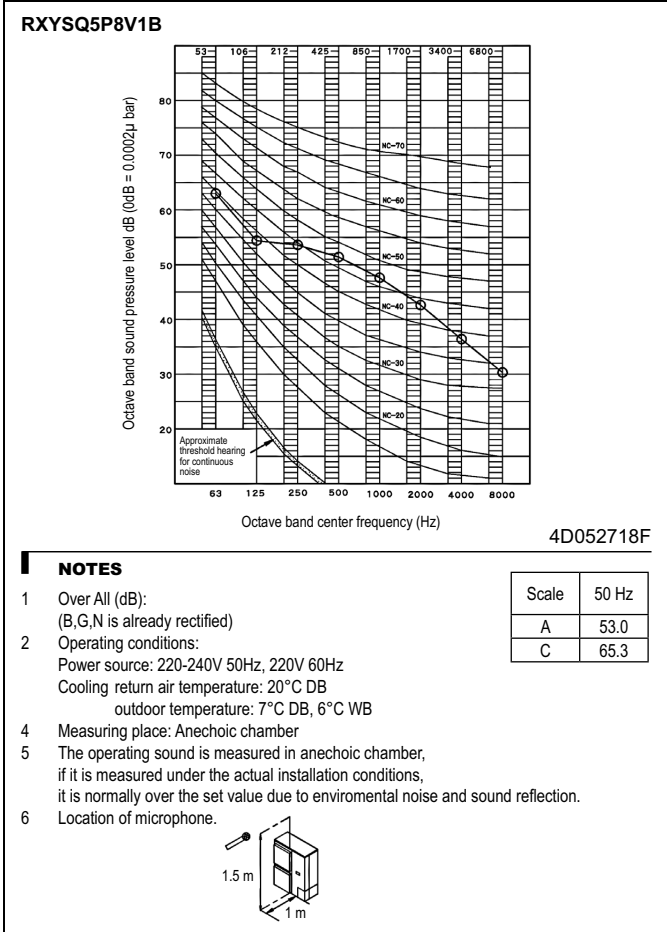 RXYSQ5P8V1B
53 106 212 425 850 1700 3400 6800
80
70
60
50
40
30
20
NC-70
NC-60
NC-50
NC-40
NC-30
NC-20
Octave band sound pressure level dB (0dB = 0.0002µ bar)
Approximate
threshold hearing
for continuous
noise
63 125 250 500 1000 2000 4000 8000
Octave band center frequency (Hz)
4D052718F
NOTES
1 Over All (dB):
(B,G,N is already rectified)
2 Operating conditions:
Power source: 220-240V 50Hz, 220V 60Hz
Cooling return air temperature: 20°C DB
outdoor temperature: 7°C DB, 6°C WB
4 Measuring place: Anechoic chamber
5 The operating sound is measured in anechoic chamber,
if it is measured under the actual installation conditions,
it is normally over the set value due to enviromental noise and sound reflection.
6 Location of microphone.
Scale 50 Hz
A 53.0
C 65.3
1.5 m
1 m